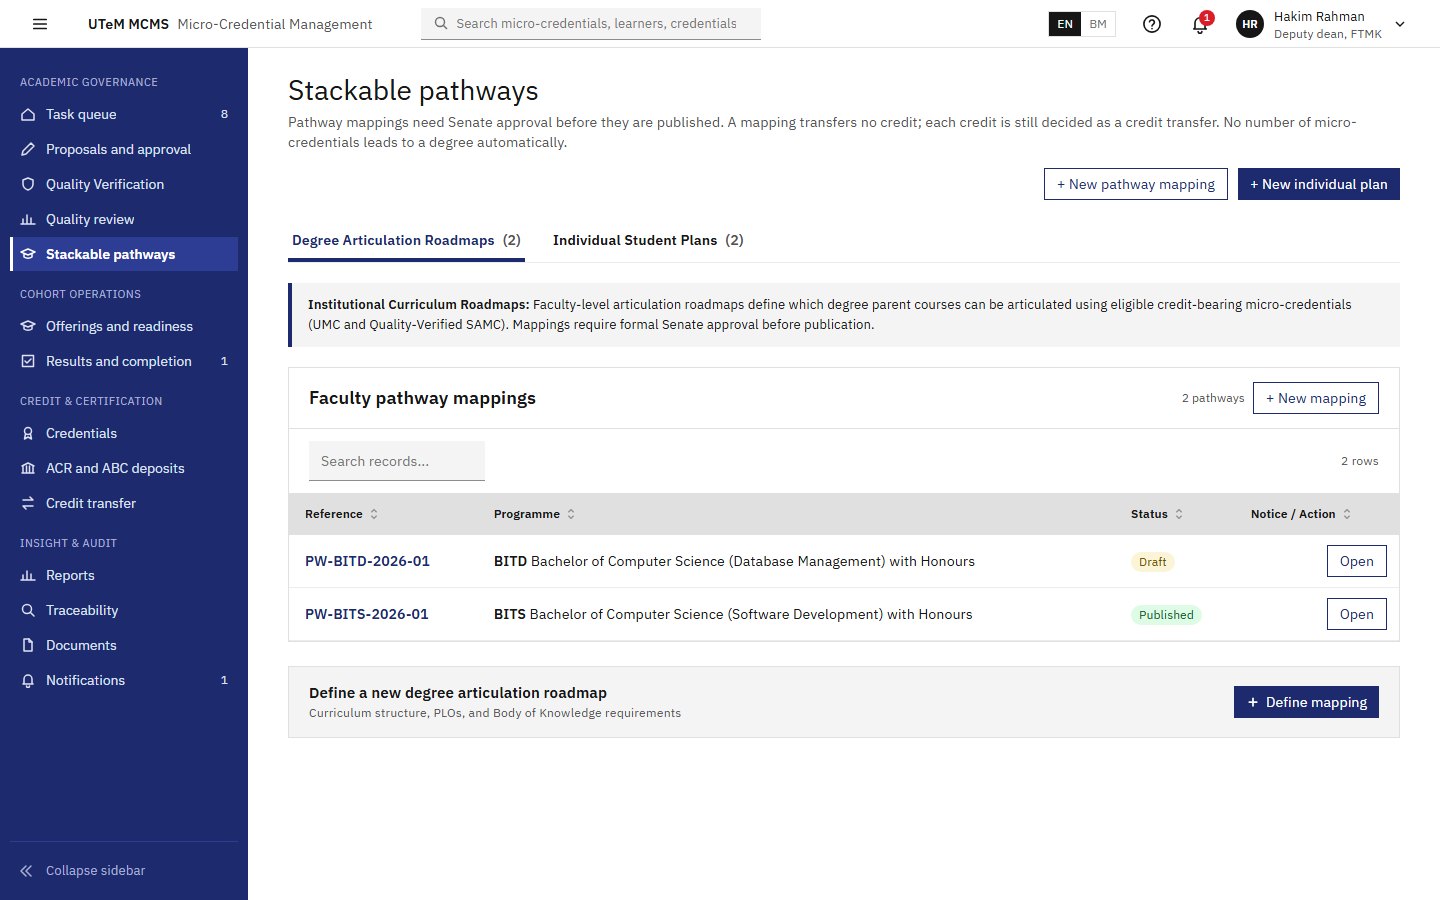 UTeM MCMS Micro-Credential Management
Search micro-credentials, learners, credentials
EN BM
1
HR
Hakim Rahman
Deputy dean, FTMK
ACADEMIC GOVERNANCE
Task queue 8
Proposals and approval
Quality Verification
Quality review
Stackable pathways
COHORT OPERATIONS
Offerings and readiness
Results and completion 1
CREDIT & CERTIFICATION
Credentials
ACR and ABC deposits
Credit transfer
INSIGHT & AUDIT
Reports
Traceability
Documents
Notifications 1
Collapse sidebar
Stackable pathways
Pathway mappings need Senate approval before they are published. A mapping transfers no credit; each credit is still decided as a credit transfer. No number of micro-
credentials leads to a degree automatically.
+ New pathway mapping
+ New individual plan
Degree Articulation Roadmaps (2)
Individual Student Plans (2)
Institutional Curriculum Roadmaps: Faculty-level articulation roadmaps define which degree parent courses can be articulated using eligible credit-bearing micro-credentials
(UMC and Quality-Verified SAMC). Mappings require formal Senate approval before publication.
Faculty pathway mappings
2 pathways
+ New mapping
Search records...
2 rows
Reference Programme Status Notice / Action
PW-BITD-2026-01 BITD Bachelor of Computer Science (Database Management) with Honours Draft Open
PW-BITS-2026-01 BITS Bachelor of Computer Science (Software Development) with Honours Published Open
Define a new degree articulation roadmap
Curriculum structure, PLOs, and Body of Knowledge requirements
+ Define mapping